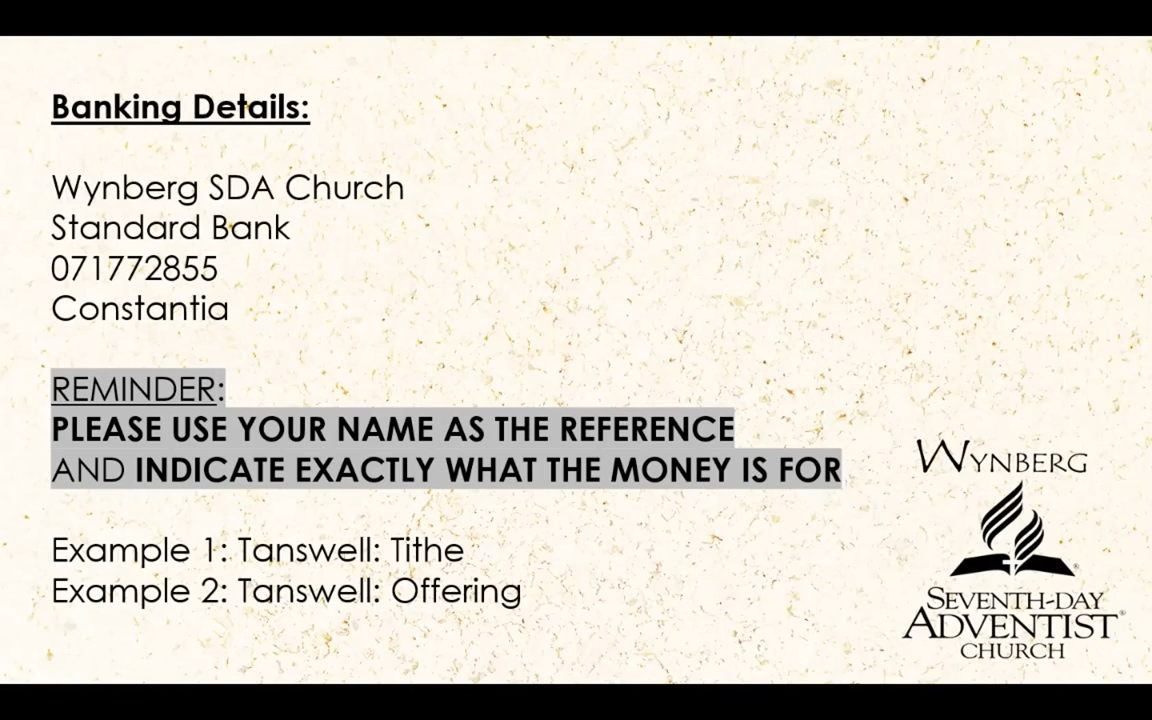 Banking Details:
Wynberg SDA Church
Standard Bank
071772855
Constantia
REMINDER:
PLEASE USE YOUR NAME AS THE REFERENCE
AND INDICATE EXACTLY WHAT THE MONEY IS FOR
Example 1: Tanswell: Tithe
Example 2: Tanswell: Offering
WYNBERG
SEVENTH-DAY
ADVENTIST®
CHURCH